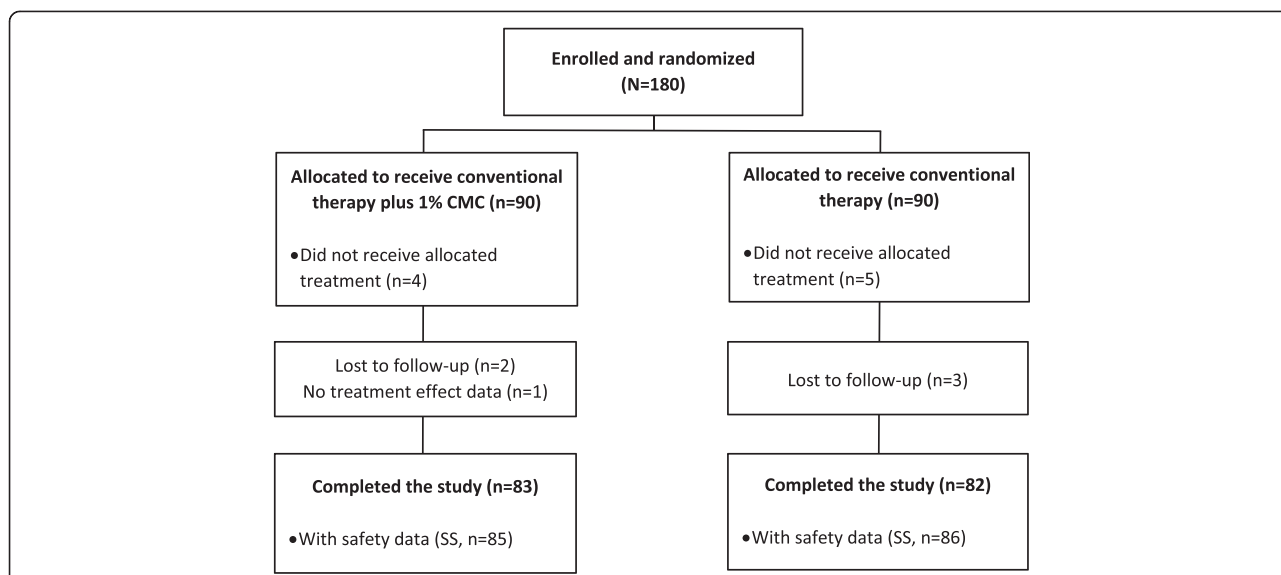 Enrolled and randomized
(N=180)
Allocated to receive conventional
therapy plus 1% CMC (n=90)
•Did not receive allocated
treatment (n=4)
Allocated to receive conventional
therapy (n=90)
•Did not receive allocated
treatment (n=5)
Lost to follow-up (n=2)
No treatment effect data (n=1)
Lost to follow-up (n=3)
Completed the study (n=83)
•With safety data (SS, n=85)
Completed the study (n=82)
•With safety data (SS, n=86)